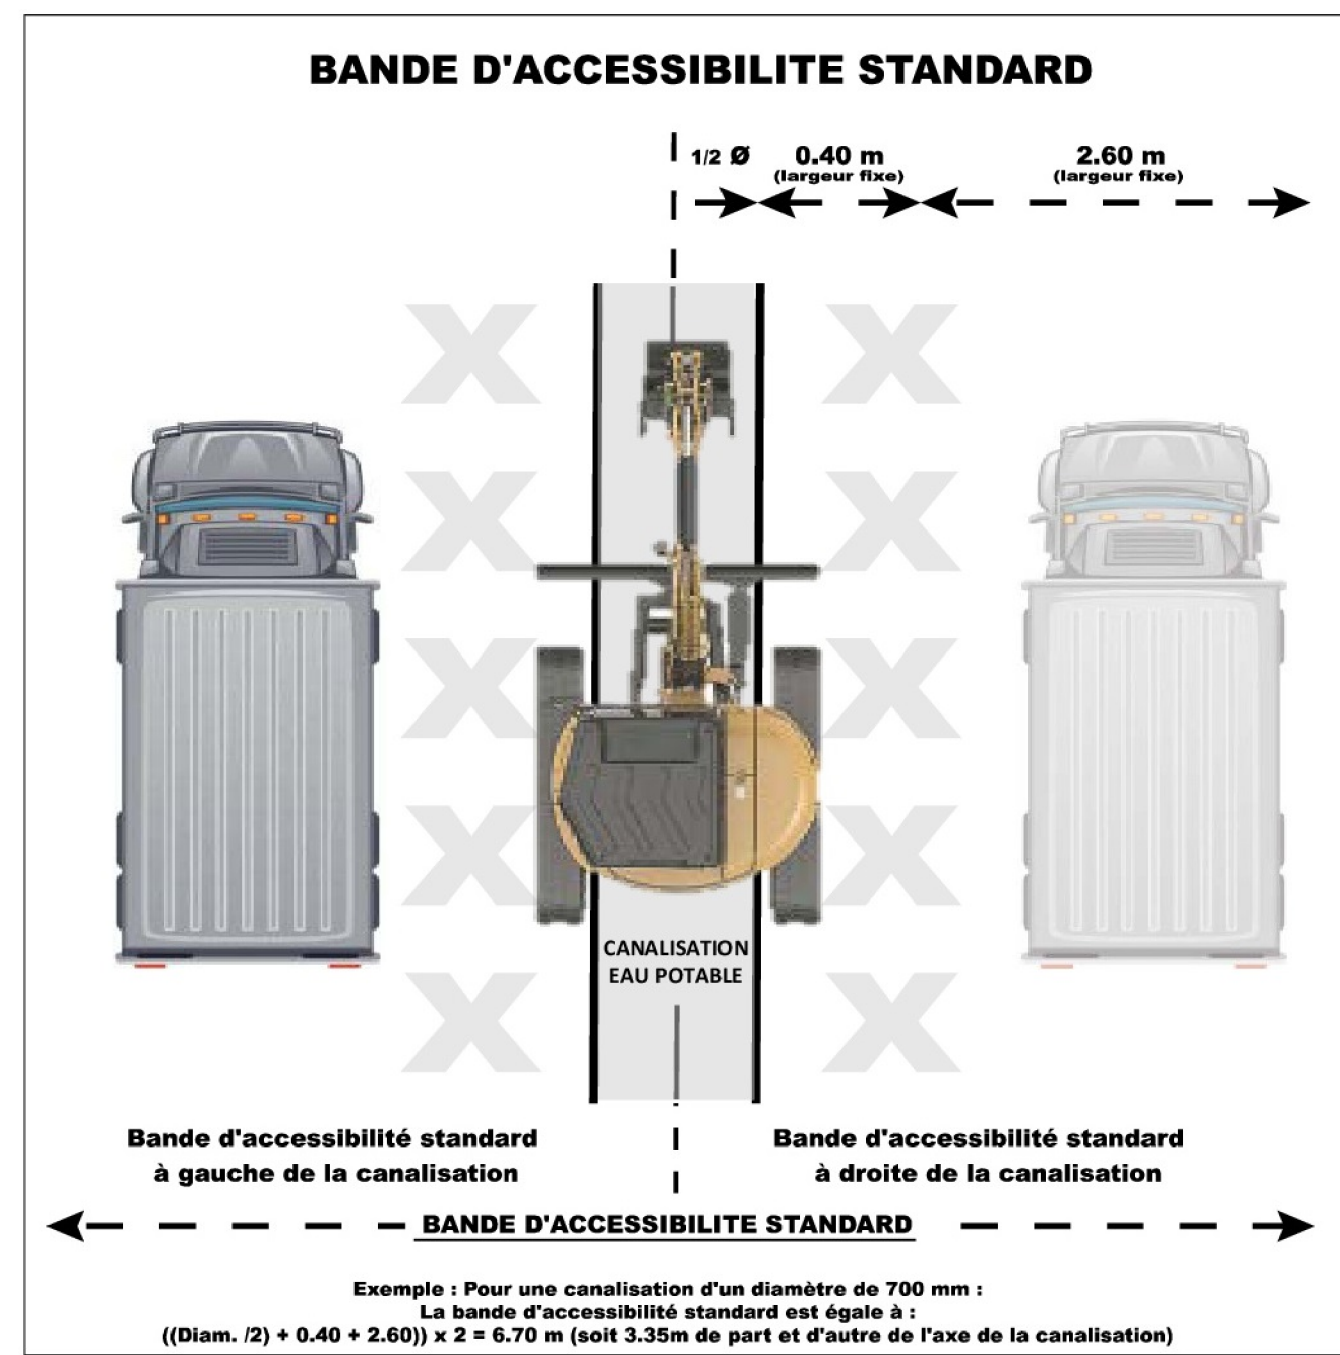 BANDE D'ACCESSIBILITE STANDARD
1/2 Ø 0.40 m 2.60 m
(largeur fixe) (largeur fixe)
X X
X X
X X
X X
CANALISATION
EAU POTABLE
X X
Bande d'accessibilité standard
à gauche de la canalisation
Bande d'accessibilité standard
à droite de la canalisation
BANDE D'ACCESSIBILITE STANDARD
Exemple : Pour une canalisation d'un diamètre de 700 mm :
La bande d'accessibilité standard est égale à :
((Diam. /2) + 0.40 + 2.60)) x 2 = 6.70 m (soit 3.35m de part et d'autre de l'axe de la canalisation)